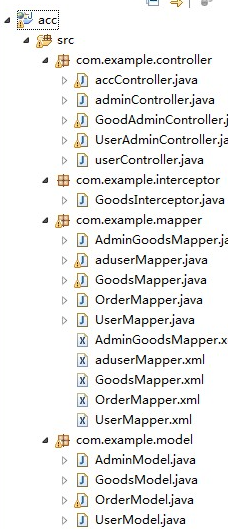 acc
src
com.example.controller
accController.java
adminController.java
GoodAdminController.j
UserAdminController.ja
userController.java
com.example.interceptor
GoodsInterceptor.java
com.example.mapper
AdminGoodsMapper.ja
aduserMapper.java
GoodsMapper.java
OrderMapper.java
UserMapper.java
AdminGoodsMapper.x
aduserMapper.xml
GoodsMapper.xml
OrderMapper.xml
UserMapper.xml
com.example.model
AdminModel.java
GoodsModel.java
OrderModel.java
UserModel.java